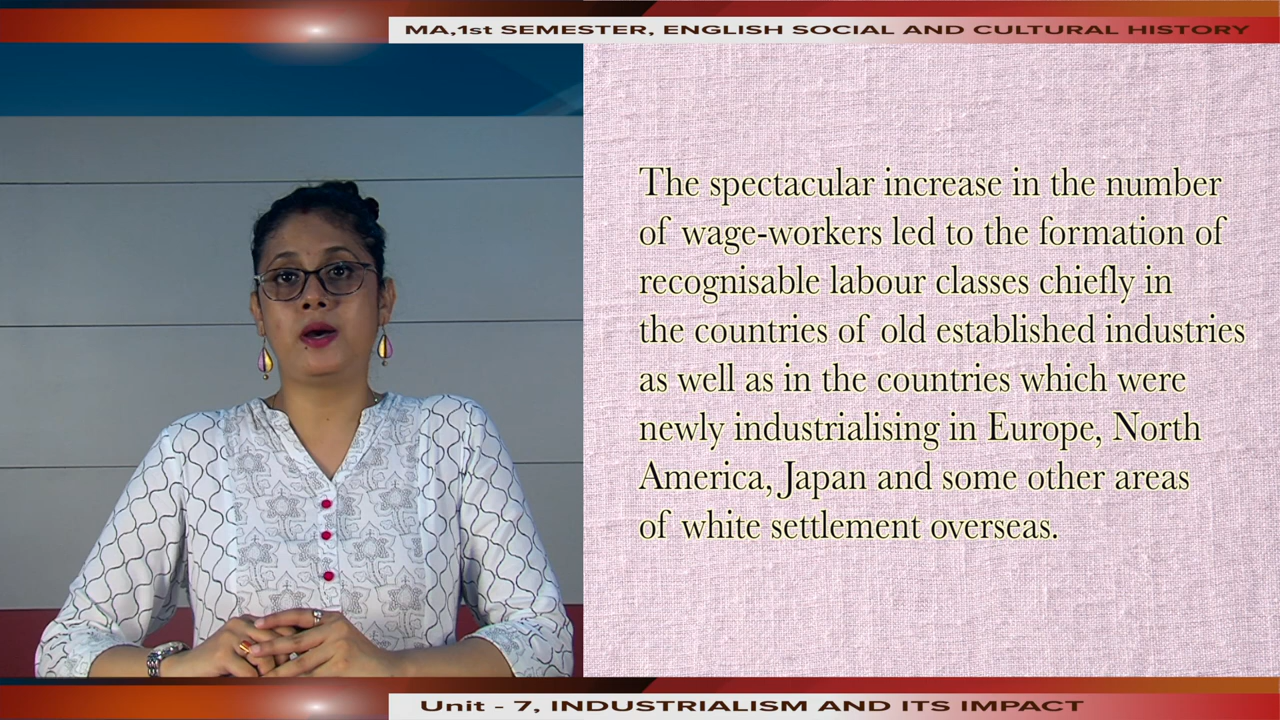 MA,1st SEMESTER, ENGLISH SOCIAL AND CULTURAL HISTORY
The spectacular increase in the number
of wage-workers led to the formation of
recognisable labour classes chiefly in
the countries of old established industries
as well as in the countries which were
newly industrialising in Europe, North
America, Japan and some other areas
of white settlement overseas.
Unit - 7, INDUSTRIALISM AND ITS IMPACT